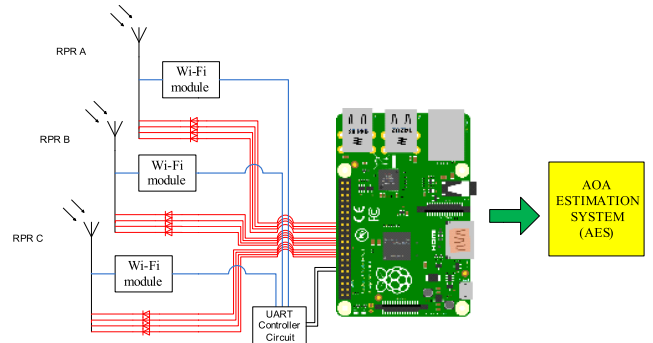 RPR A
Wi-Fi
module
RPR B
Wi-Fi
module
RPR C
Wi-Fi
module
UART
Controller
Circuit
HDMI
AOA
ESTIMATION
SYSTEM
(AES)